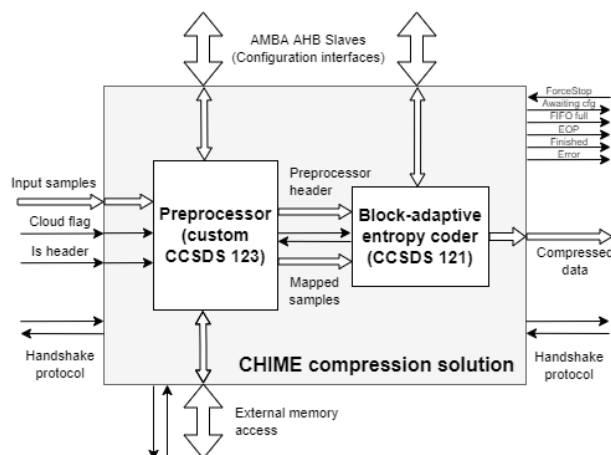 AMBA AHB Slaves
(Configuration interfaces)
ForceStop
Awaiting cfg
FIFO full
EOP
Finished
Error
Input samples
Cloud flag
Is header
Preprocessor
(custom
CCSDS 123)
Preprocessor
header
Mapped
samples
Block-adaptive
entropy coder
(CCSDS 121)
Compressed
data
Handshake
protocol
CHIME compression solution
Handshake
protocol
External memory
access